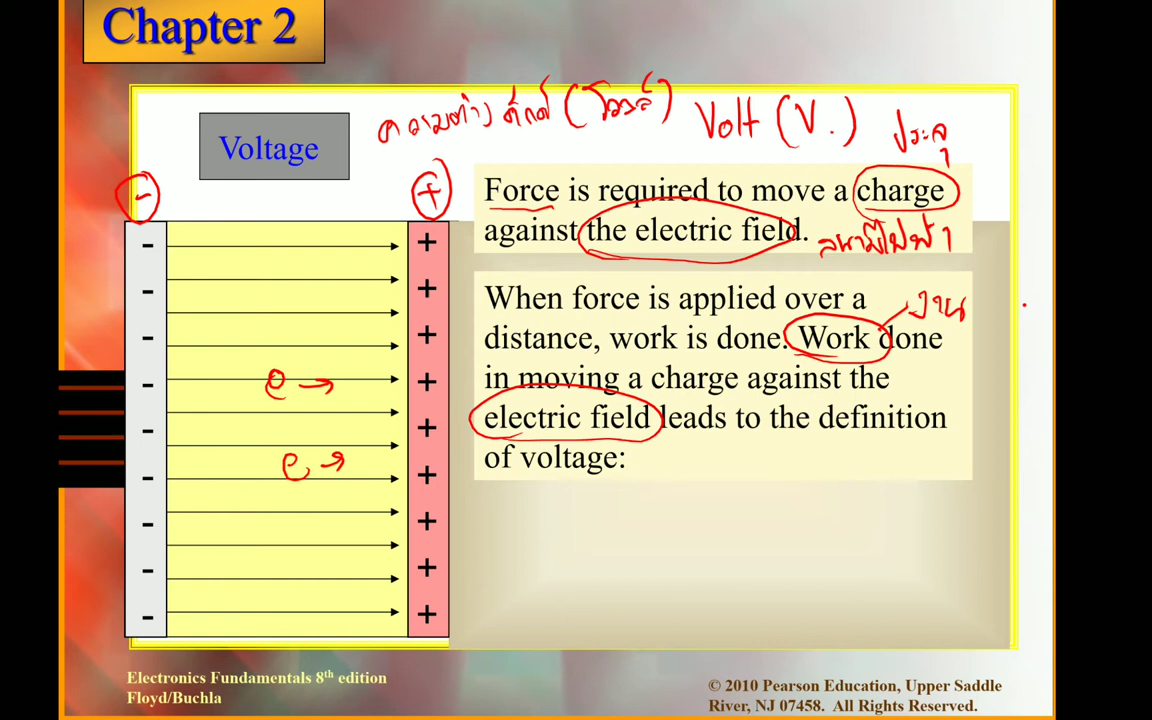 Chapter 2
ความต่างศักย์ (โวลต์) Volt (V.)
Voltage
ประจุ
- +
Force is required to move a charge
against the electric field.
สนามไฟฟ้า
When force is applied over a
งาน
distance, work is done. Work done
in moving a charge against the
electric field leads to the definition
of voltage:
- +
- +
- +
- +
e →
- +
e →
- +
- +
- +
- +
Electronics Fundamentals 8th edition
Floyd/Buchla
© 2010 Pearson Education, Upper Saddle
River, NJ 07458. All Rights Reserved.